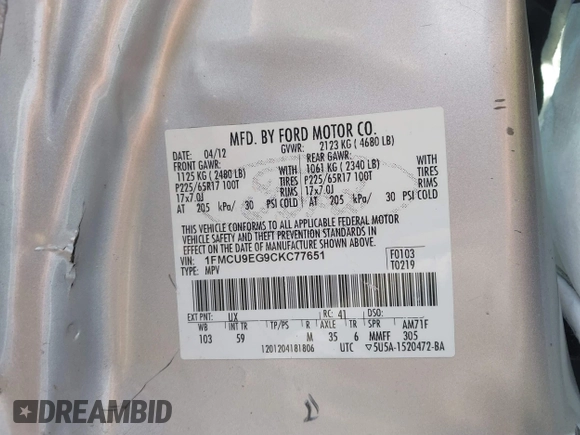 MFD. BY FORD MOTOR CO.
DATE: 04/12 GVWR: 2123 KG ( 4680 LB)
FRONT GAWR: REAR GAWR:
1125 KG ( 2480 LB) WITH 1061 KG ( 2340 LB) WITH
P225/65R17 100T TIRES P225/65R17 100T TIRES
17x7.0J RIMS 17x7.0J RIMS
AT 205 kPa/ 30 PSI COLD AT 205 kPa/ 30 PSI COLD
THIS VEHICLE CONFORMS TO ALL APPLICABLE FEDERAL MOTOR
VEHICLE SAFETY AND THEFT PREVENTION STANDARDS IN
EFFECT ON THE DATE OF MANUFACTURE SHOWN ABOVE.
VIN: 1FMCU9EG9CKC77651 F0103
TYPE: MPV T0219
EXT PNT: UX RC: 41 DSO:
WB INT TR TP/PS R AXLE TR SPR AM71F
103 59 M 35 6 MMFF 305
1201204181806 UTC ▽5U5A-1520472-BA
DREAMBID